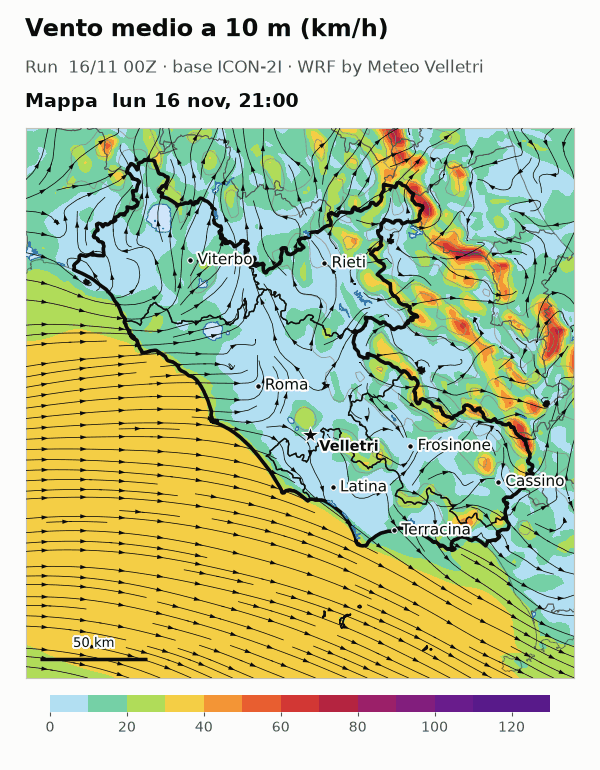 Vento medio a 10 m (km/h)
Run  16/11 00Z · base ICON-2I · WRF by Meteo Velletri
Mappa  lun 16 nov, 21:00
Viterbo
Rieti
Roma
Velletri
Frosinone
Latina
Cassino
Terracina
50 km
0 20 40 60 80 100 120